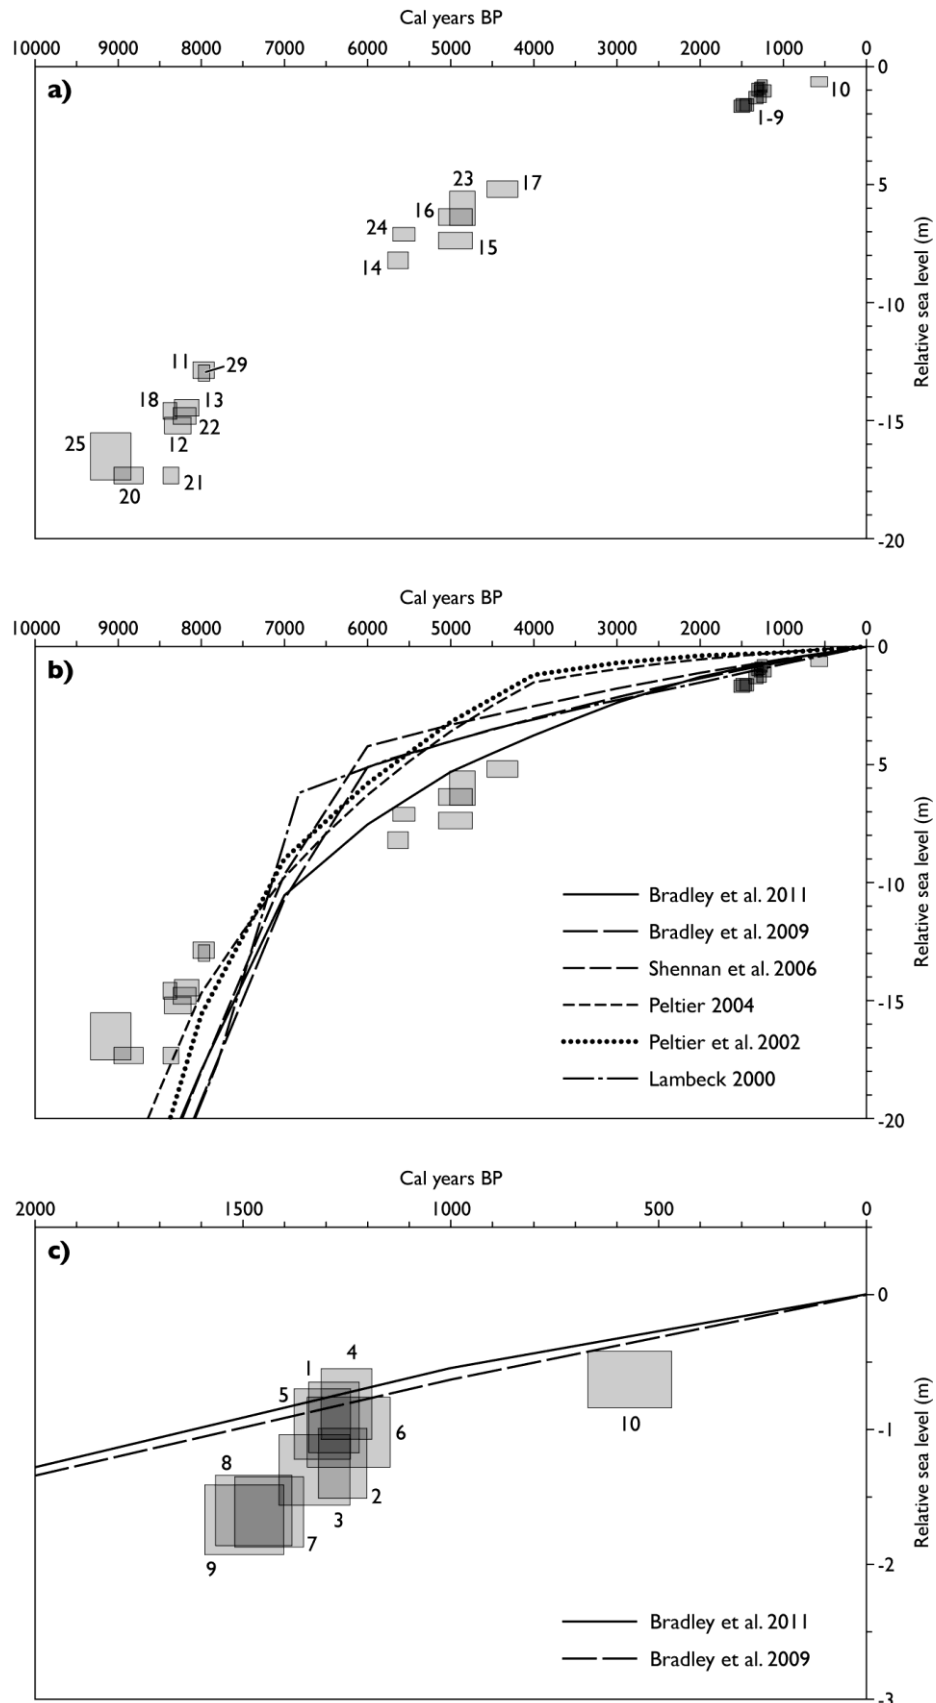 Cal years BP
10000 9000 8000 7000 6000 5000 4000 3000 2000 1000 0
a)
0
10
1-9
23
17
5
16
24
15
14
-10
Relative sea level (m)
11
29
18
13
22
12
-15
25
20
21
-20
Cal years BP
10000 9000 8000 7000 6000 5000 4000 3000 2000 1000 0
b)
0
5
-10
Relative sea level (m)
Bradley et al. 2011
Bradley et al. 2009
Shennan et al. 2006
Peltier 2004
Peltier et al. 2002
Lambeck 2000
-15
-20
Cal years BP
2000 1500 1000 500 0
c)
0
4
1
5
6
10
-1
8
2
3
7
9
Relative sea level (m)
-2
Bradley et al. 2011
Bradley et al. 2009
-3